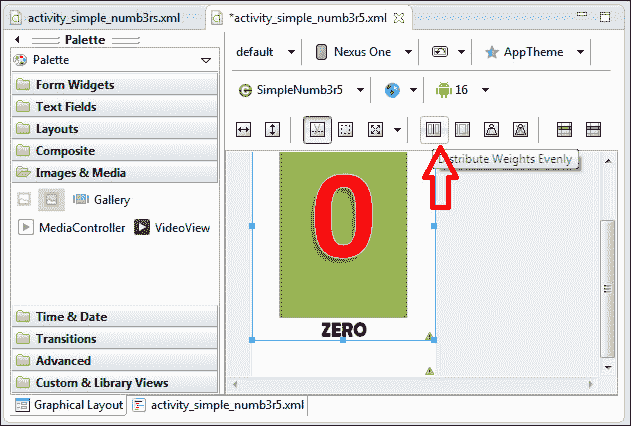 activity_simple_numb3rs.xml
*activity_simple_numb3r5.xml
Palette
Palette
Form Widgets
Text Fields
Layouts
Composite
Images & Media
Gallery
MediaController
VideoView
Time & Date
Transitions
Advanced
Custom & Library Views
default
Nexus One
AppTheme
SimpleNumb3r5
16
Distribute Weights Evenly
0
ZERO
Graphical Layout
activity_simple_numb3r5.xml